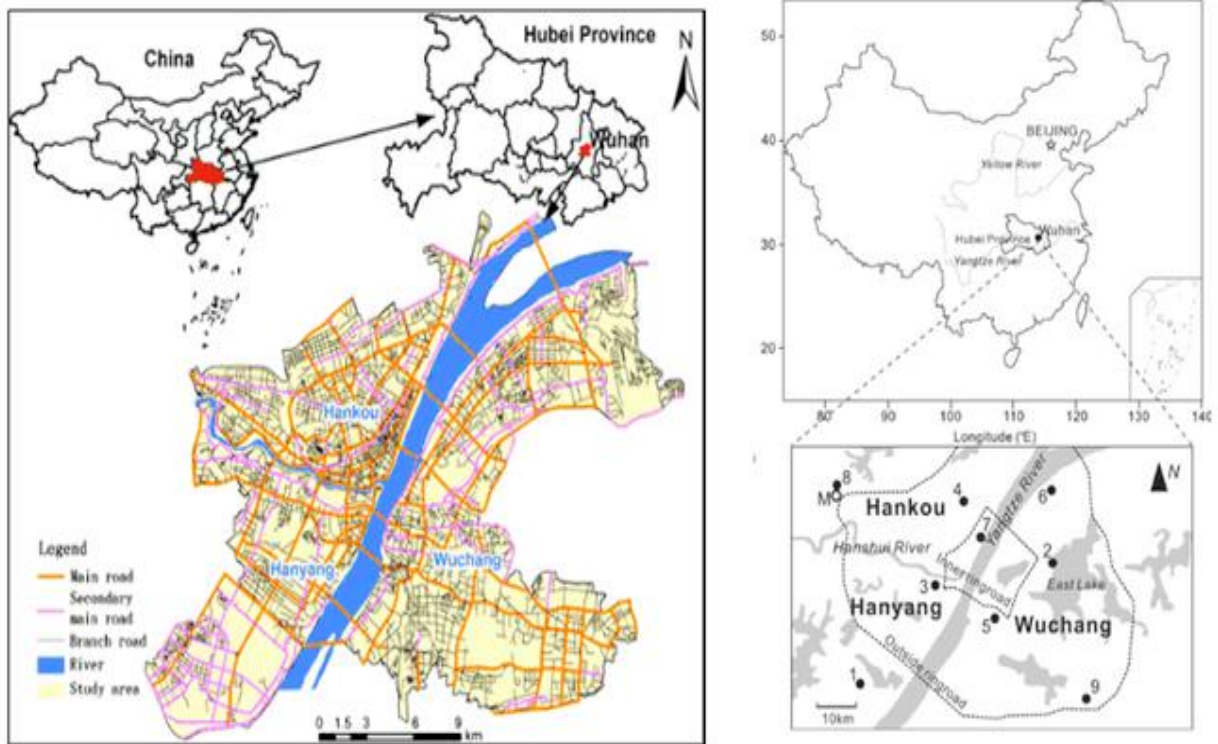 China
Hubei Province
N
Wuhan
Hankou
Hanyang
Wuchang
Legend
Main road
Secondary
main road
Branch road
River
Study area
0 1.5 3 6 9
km
50
40
30
20
BEIJING
Yellow River
Wuhan
Hubei Province
Yangtze River
80 90 100 110 120 130 140
Longitude (°E)
N
8
M
Hankou
4
6
Yangtze River
7
Hanshui River
Inner ringroad
2
East Lake
3
Hanyang
5
Wuchang
Outside ringroad
1
9
10km